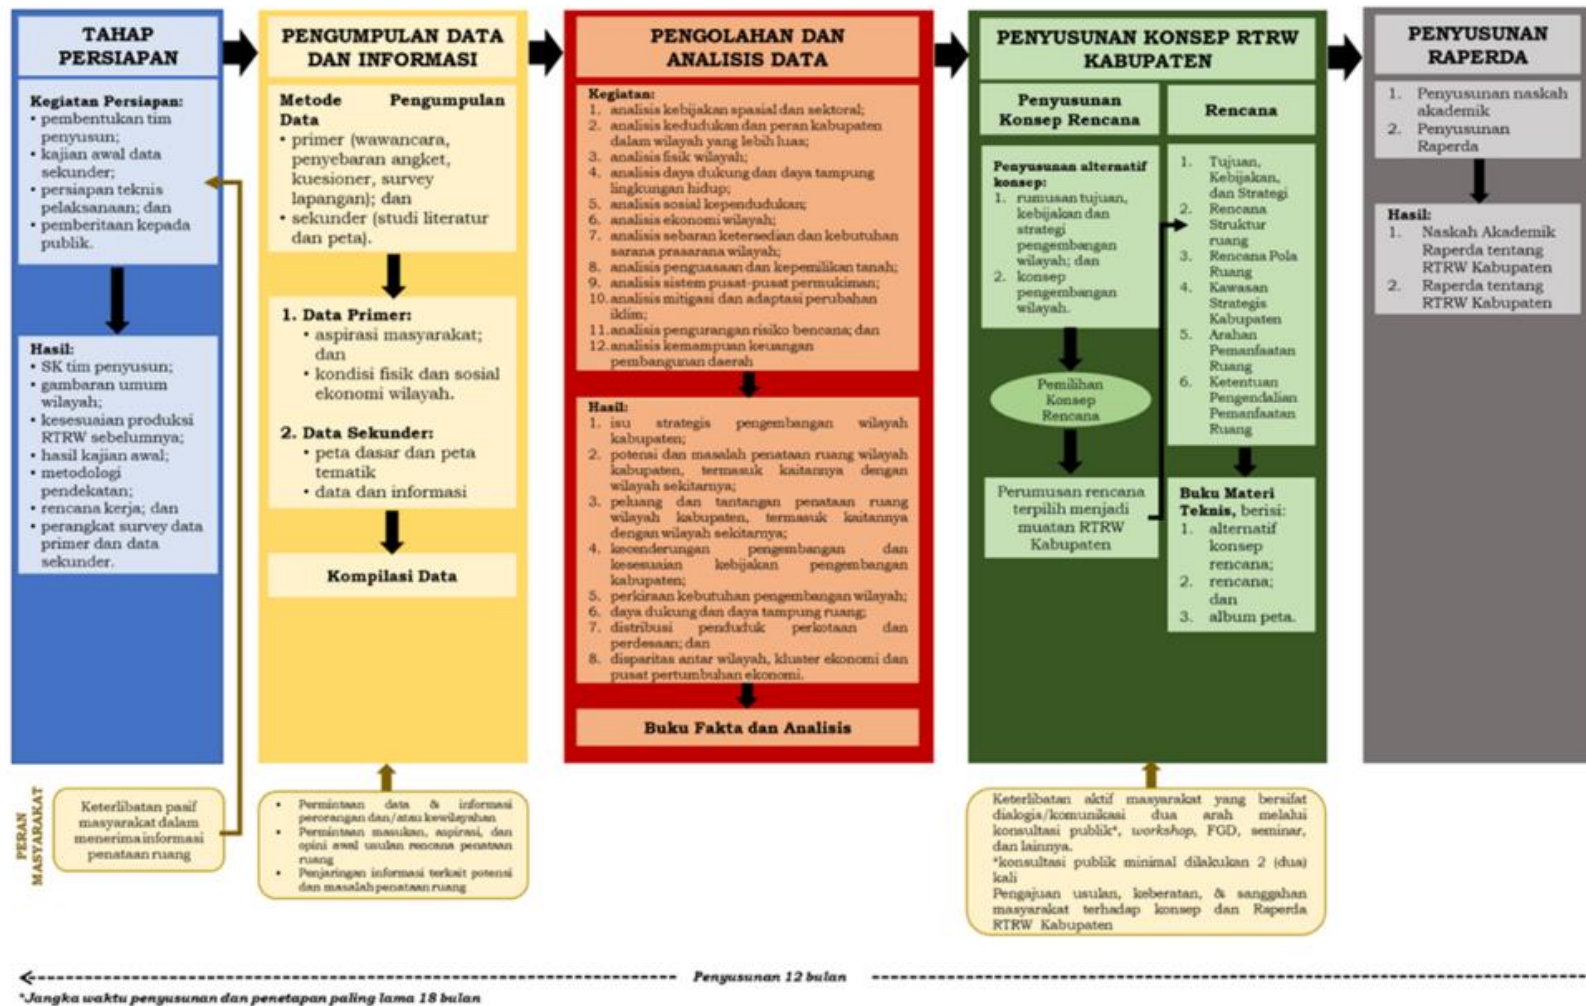 TAHAP
PERSIAPAN
Kegiatan Persiapan:
• pembentukan tim
penyusun;
• kajian awal data
sekunder;
• persiapan teknis
pelaksanaan; dan
• pemberitaan kepada
publik.
Hasil:
• SK tim penyusun;
• gambaran umum
wilayah;
• kesesuaian produksi
RTRW sebelumnya;
• hasil kajian awal;
• metodologi
pendekatan;
• rencana kerja; dan
• perangkat survey data
primer dan data
sekunder.
PENGUMPULAN DATA
DAN INFORMASI
Metode Pengumpulan
Data
• primer (wawancara,
penyebaran angket,
kuesioner, survey
lapangan); dan
• sekunder (studi literatur
dan peta).
1. Data Primer:
• aspirasi masyarakat;
dan
• kondisi fisik dan sosial
ekonomi wilayah.
2. Data Sekunder:
• peta dasar dan peta
tematik
• data dan informasi
Kompilasi Data
PENGOLAHAN DAN
ANALISIS DATA
Kegiatan:
1. analisis kebijakan spasial dan sektoral;
2. analisis kedudukan dan peran kabupaten
dalam wilayah yang lebih luas;
3. analisis fisik wilayah;
4. analisis daya dukung dan daya tampung
lingkungan hidup;
5. analisis sosial kependudukan;
6. analisis ekonomi wilayah;
7. analisis sebaran ketersedian dan kebutuhan
sarana prasarana wilayah;
8. analisis penguasaan dan kepemilikan tanah;
9. analisis sistem pusat-pusat permukiman;
10. analisis mitigasi dan adaptasi perubahan
iklim;
11. analisis pengurangan risiko bencana; dan
12. analisis kemampuan keuangan
pembangunan daerah
Hasil:
1. isu strategis pengembangan wilayah
kabupaten;
2. potensi dan masalah penataan ruang wilayah
kabupaten, termasuk kaitannya dengan
wilayah sekitarnya;
3. peluang dan tantangan penataan ruang
wilayah kabupaten, termasuk kaitannya
dengan wilayah sekitarnya;
4. kecenderungan pengembangan dan
kesesuaian kebijakan pengembangan
kabupaten;
5. perkiraan kebutuhan pengembangan wilayah;
6. daya dukung dan daya tampung ruang;
7. distribusi penduduk perkotaan dan
perdesaan; dan
8. disparitas antar wilayah, kluster ekonomi dan
pusat pertumbuhan ekonomi.
Buku Fakta dan Analisis
PENYUSUNAN KONSEP RTRW
KABUPATEN
Penyusunan
Konsep Rencana
Penyusunan alternatif
konsep:
1. rumusan tujuan,
kebijakan dan
strategi
pengembangan
wilayah; dan
2. konsep
pengembangan
wilayah.
Pemilihan
Konsep
Rencana
Perumusan rencana
terpilih menjadi
muatan RTRW
Kabupaten
Rencana
1. Tujuan,
Kebijakan,
dan Strategi
2. Rencana
Struktur
ruang
3. Rencana Pola
Ruang
4. Kawasan
Strategis
Kabupaten
5. Arahan
Pemanfaatan
Ruang
6. Ketentuan
Pengendalian
Pemanfaatan
Ruang
Buku Materi
Teknis, berisi:
1. alternatif
konsep
rencana;
2. rencana;
dan
3. album peta.
PENYUSUNAN
RAPERDA
1. Penyusunan naskah
akademik
2. Penyusunan
Raperda
Hasil:
1. Naskah Akademik
Raperda tentang
RTRW Kabupaten
2. Raperda tentang
RTRW Kabupaten
PERAN
MASYARAKAT
Keterlibatan pasif
masyarakat dalam
menerima informasi
penataan ruang
• Permintaan data & informasi
perorangan dan/atau kewilayahan
• Permintaan masukan, aspirasi, dan
opini awal usulan rencana penataan
ruang
• Penjaringan informasi terkait potensi
dan masalah penataan ruang
Keterlibatan aktif masyarakat yang bersifat
dialogis/komunikasi dua arah melalui
konsultasi publik*, workshop, FGD, seminar,
dan lainnya.
*konsultasi publik minimal dilakukan 2 (dua)
kali
Pengajuan usulan, keberatan, & sanggahan
masyarakat terhadap konsep dan Raperda
RTRW Kabupaten
Penyusunan 12 bulan
*Jangka waktu penyusunan dan penetapan paling lama 18 bulan